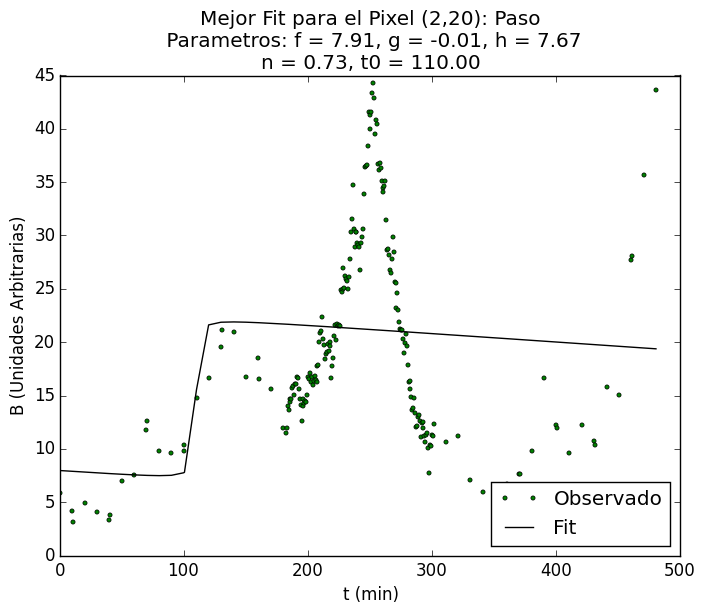 Mejor Fit para el Pixel (2,20): Paso
Parametros: f = 7.91, g = -0.01, h = 7.67
n = 0.73, t0 = 110.00
45
40
35
30
25
20
15
10
5
0
B (Unidades Arbitrarias)
Observado
Fit
0 100 200 300 400 500
t (min)